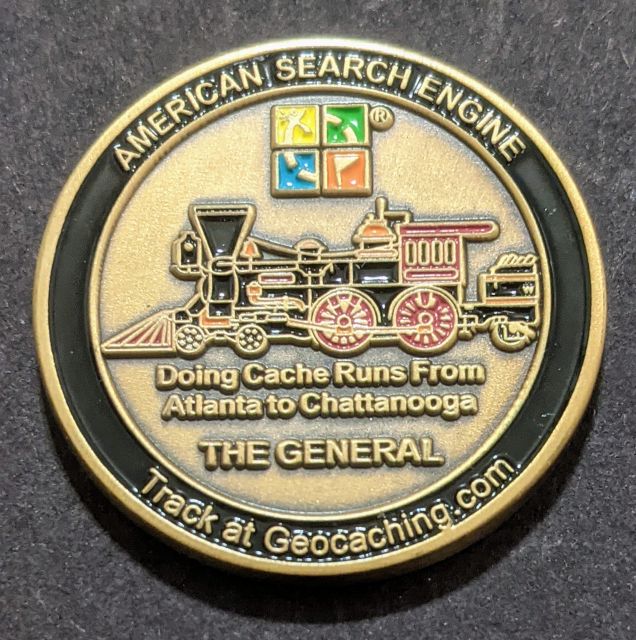 AMERICAN SEARCH ENGINE
®
Doing Cache Runs From
Atlanta to Chattanooga
THE GENERAL
Track at Geocaching.com